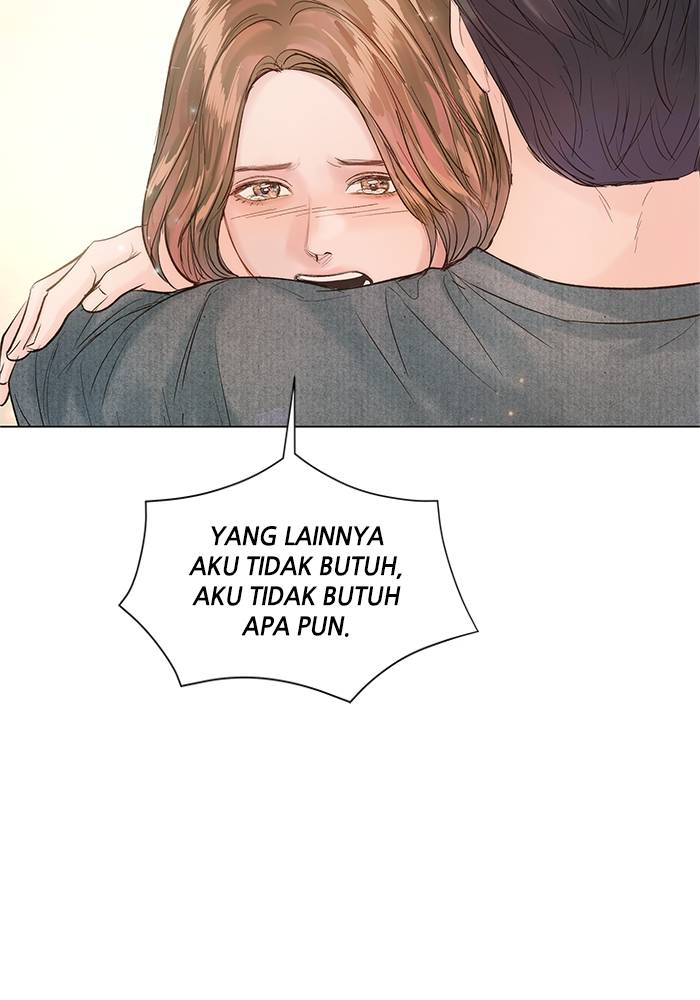 YANG LAINNYA
AKU TIDAK BUTUH,
AKU TIDAK BUTUH
APA PUN.